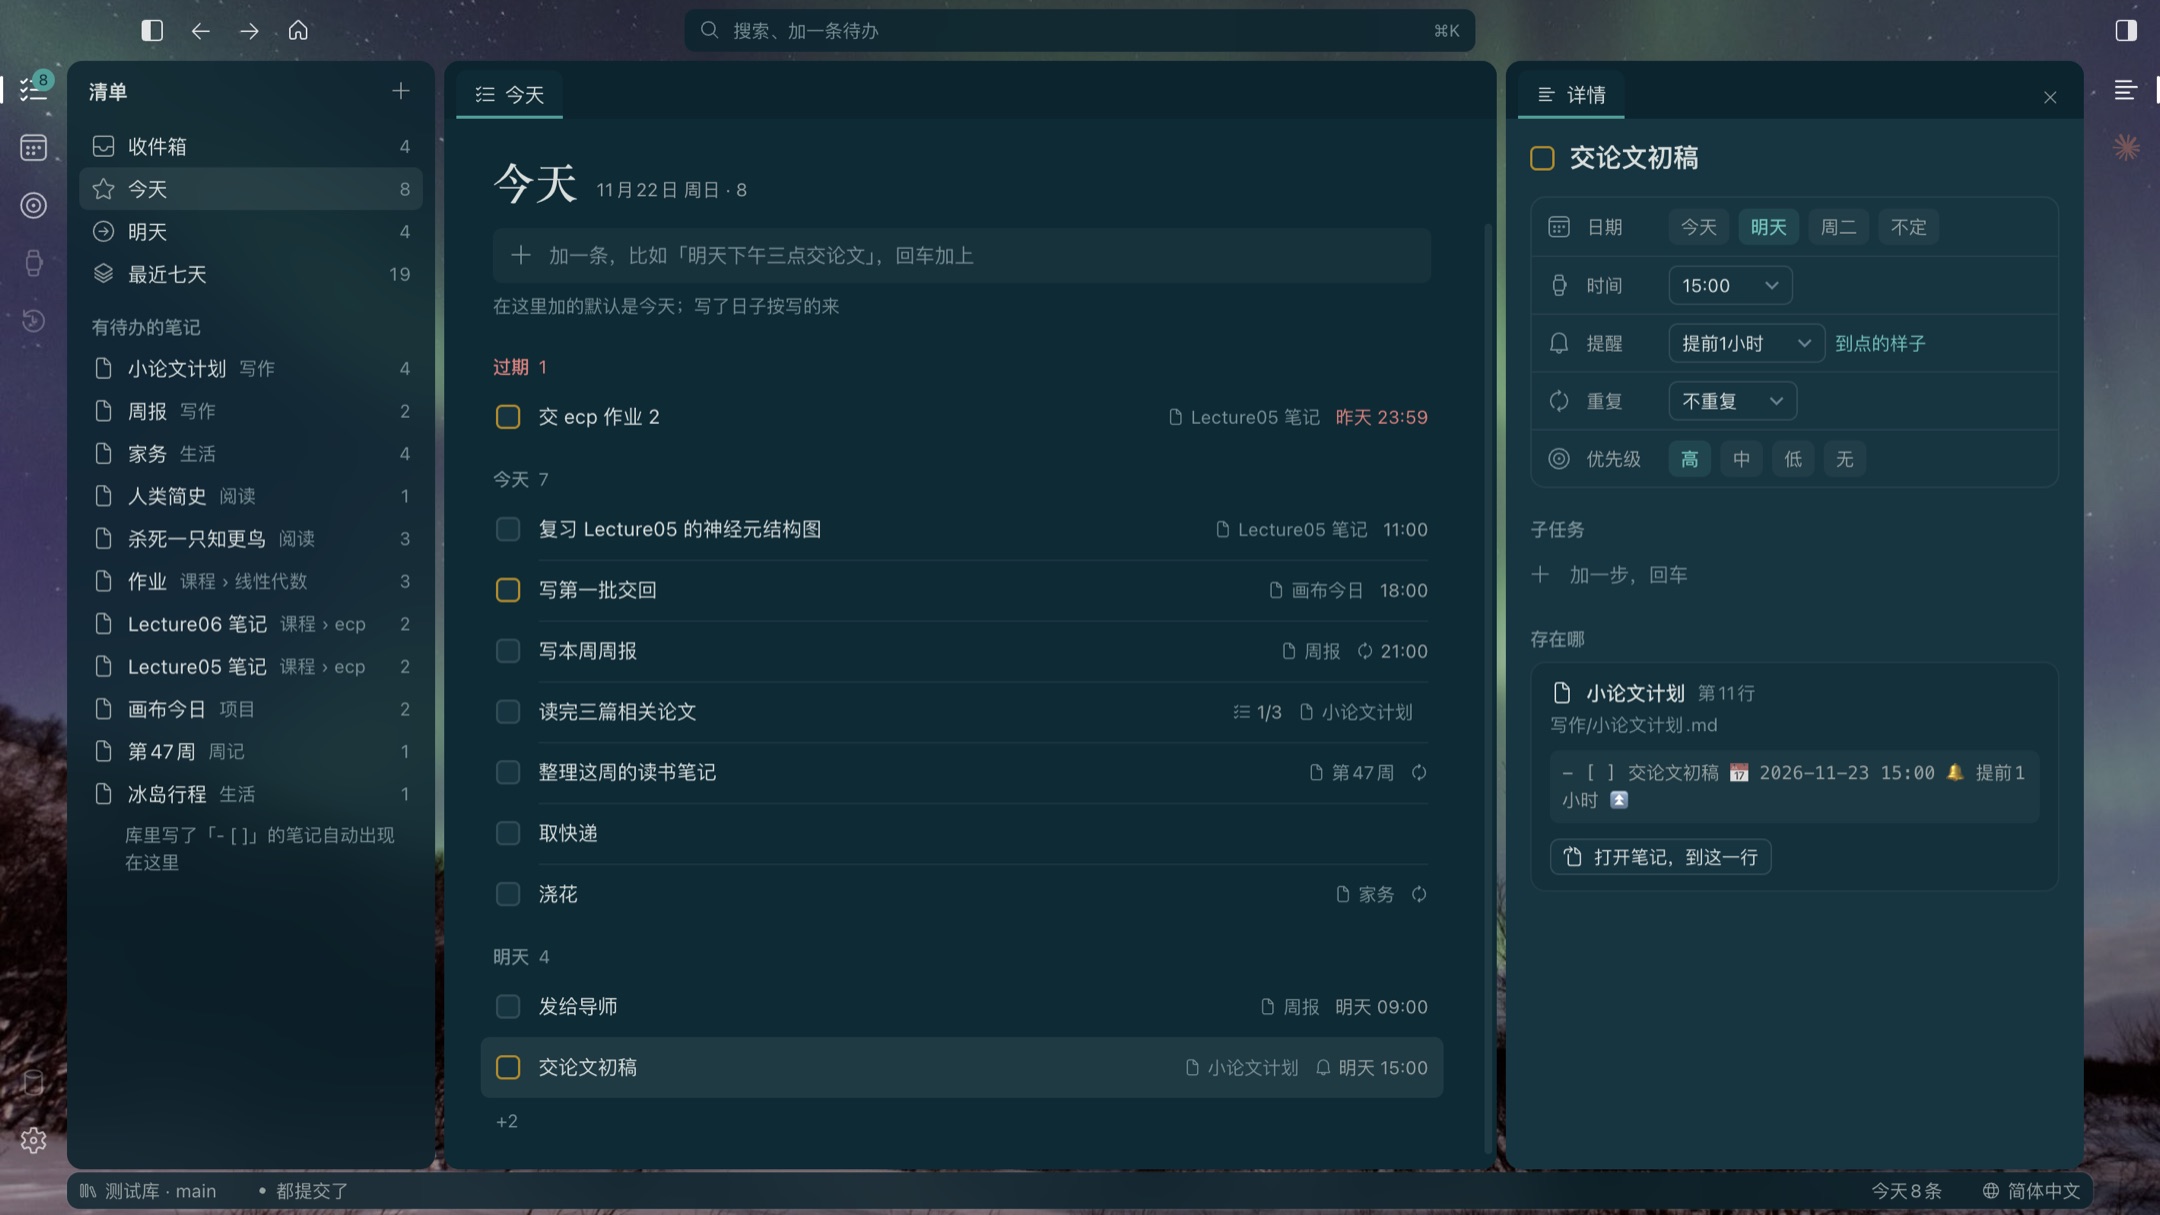 搜索、加一条待办 ⌘K
8
清单
收件箱 4
今天 8
明天 4
最近七天 19
有待办的笔记
小论文计划 写作 4
周报 写作 2
家务 生活 4
人类简史 阅读 1
杀死一只知更鸟 阅读 3
作业 课程 › 线性代数 3
Lecture06 笔记 课程 › ecp 2
Lecture05 笔记 课程 › ecp 2
画布今日 项目 2
第47周 周记 1
冰岛行程 生活 1
库里写了「- [ ]」的笔记自动出现
在这里
今天
今天 11月22日 周日 · 8
加一条，比如「明天下午三点交论文」，回车加上
在这里加的默认是今天；写了日子按写的来
过期 1
交 ecp 作业 2 Lecture05 笔记 昨天 23:59
今天 7
复习 Lecture05 的神经元结构图 Lecture05 笔记 11:00
写第一批交回 画布今日 18:00
写本周周报 周报 21:00
读完三篇相关论文 1/3 小论文计划
整理这周的读书笔记 第47周
取快递
浇花 家务
明天 4
发给导师 周报 明天 09:00
交论文初稿 小论文计划 明天 15:00
+2
详情
交论文初稿
日期 今天 明天 周二 不定
时间 15:00
提醒 提前1小时 到点的样子
重复 不重复
优先级 高 中 低 无
子任务
加一步，回车
存在哪
小论文计划 第11行
写作/小论文计划.md
- [ ] 交论文初稿 📅 2026-11-23 15:00 🔔 提前1
小时 ⏫
打开笔记，到这一行
测试库 · main • 都提交了
今天8条 简体中文